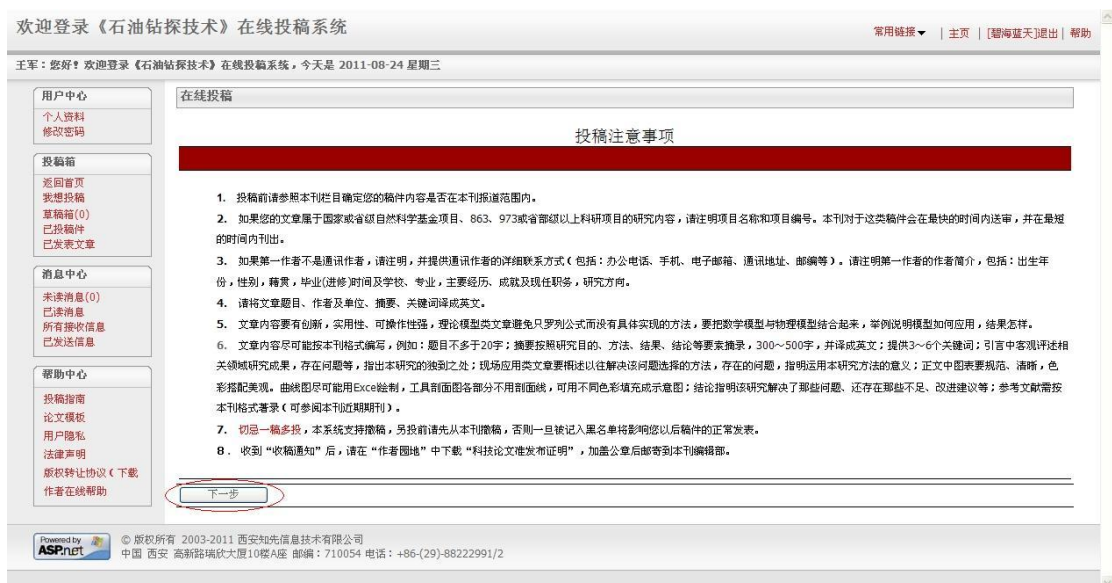 欢迎登录《石油钻探技术》在线投稿系统
常用链接▼ | 主页 | [碧海蓝天]退出 | 帮助
王军：您好！欢迎登录《石油钻探技术》在线投稿系统，今天是 2011-08-24 星期三
用户中心
个人资料
修改密码
投稿箱
返回首页
我想投稿
草稿箱(0)
已投稿件
已发表文章
消息中心
未读消息(0)
已读消息
所有接收信息
已发送信息
帮助中心
投稿指南
论文模板
用户隐私
法律声明
版权转让协议（下载
作者在线帮助
在线投稿
投稿注意事项
1. 投稿前请参照本刊栏目确定您的稿件内容是否在本刊报道范围内。
2. 如果您的文章属于国家或省级自然科学基金项目、863、973或省部级以上科研项目的研究内容，请注明项目名称和项目编号。本刊对于这类稿件会在最快的时间内送审，并在最短
的时间内刊出。
3. 如果第一作者不是通讯作者，请注明，并提供通讯作者的详细联系方式（包括：办公电话、手机、电子邮箱、通讯地址、邮编等）。请注明第一作者的作者简介，包括：出生年
份，性别，藉贯，毕业(进修)时间及学校、专业，主要经历、成就及现任职务，研究方向。
4. 请将文章题目、作者及单位、摘要、关键词译成英文。
5. 文章内容要有创新，实用性、可操作性强，理论模型类文章避免只罗列公式而没有具体实现的方法，要把数学模型与物理模型结合起来，举例说明模型如何应用，结果怎样。
6. 文章内容尽可能按本刊格式编写，例如：题目不多于20字；摘要按照研究目的、方法、结果、结论等要素摘录，300～500字，并译成英文；提供3～6个关键词；引言中客观评述相
关领域研究成果，存在问题等，指出本研究的独到之处；现场应用类文章要概述以往解决该问题选择的方法，存在的问题，指明运用本研究方法的意义；正文中图表要规范、清晰，色
彩搭配美观。曲线图尽可能用Excel绘制，工具剖面图各部分不用剖面线，可用不同色彩填充成示意图；结论指明该研究解决了那些问题、还存在那些不足、改进建议等；参考文献需按
本刊格式著录（可参阅本刊近期期刊）。
7. 切忌一稿多投，本系统支持撤稿，另投前请先从本刊撤稿，否则一旦被记入黑名单将影响您以后稿件的正常发表。
8. 收到“收稿通知”后，请在“作者园地”中下载“科技论文准发布证明”，加盖公章后邮寄到本刊编辑部。
下一步
Powered by
ASP.net
© 版权所有 2003-2011 西安知先信息技术有限公司
中国 西安 高新路瑞欣大厦10楼A座 邮编：710054 电话：+86-(29)-88222991/2